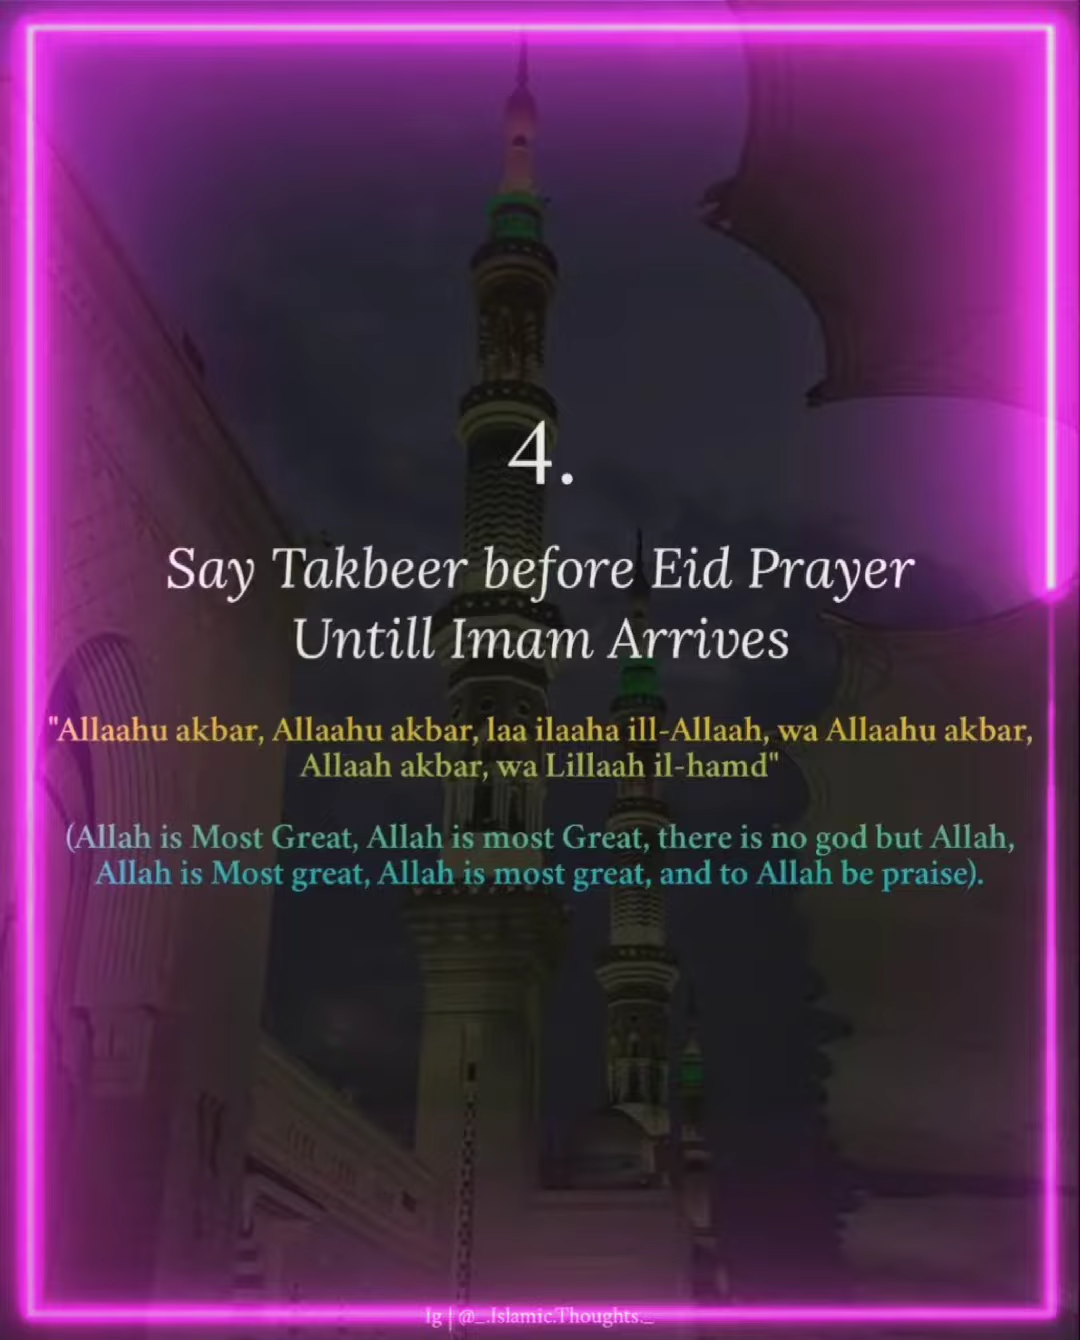 4.
Say Takbeer before Eid Prayer
Untill Imam Arrives
"Allaahu akbar, Allaahu akbar, laa ilaaha ill-Allaah, wa Allaahu akbar,
Allaah akbar, wa Lillaah il-hamd"
(Allah is Most Great, Allah is most Great, there is no god but Allah,
Allah is Most great, Allah is most great, and to Allah be praise).
Ig | @_.Islamic.Thoughts._